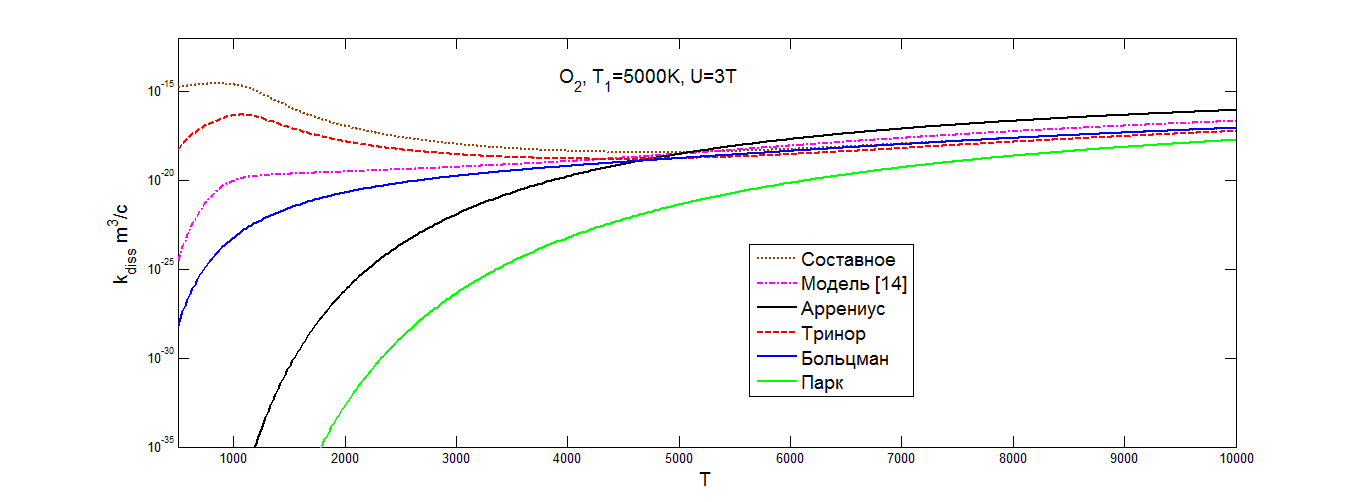 O2, T1=5000K, U=3T
kdiss m3/c
10-15
10-20
10-25
10-30
10-35
Составное
Модель [14]
Аррениус
Тринор
Больцман
Парк
1000 2000 3000 4000 5000 6000 7000 8000 9000 10000
T